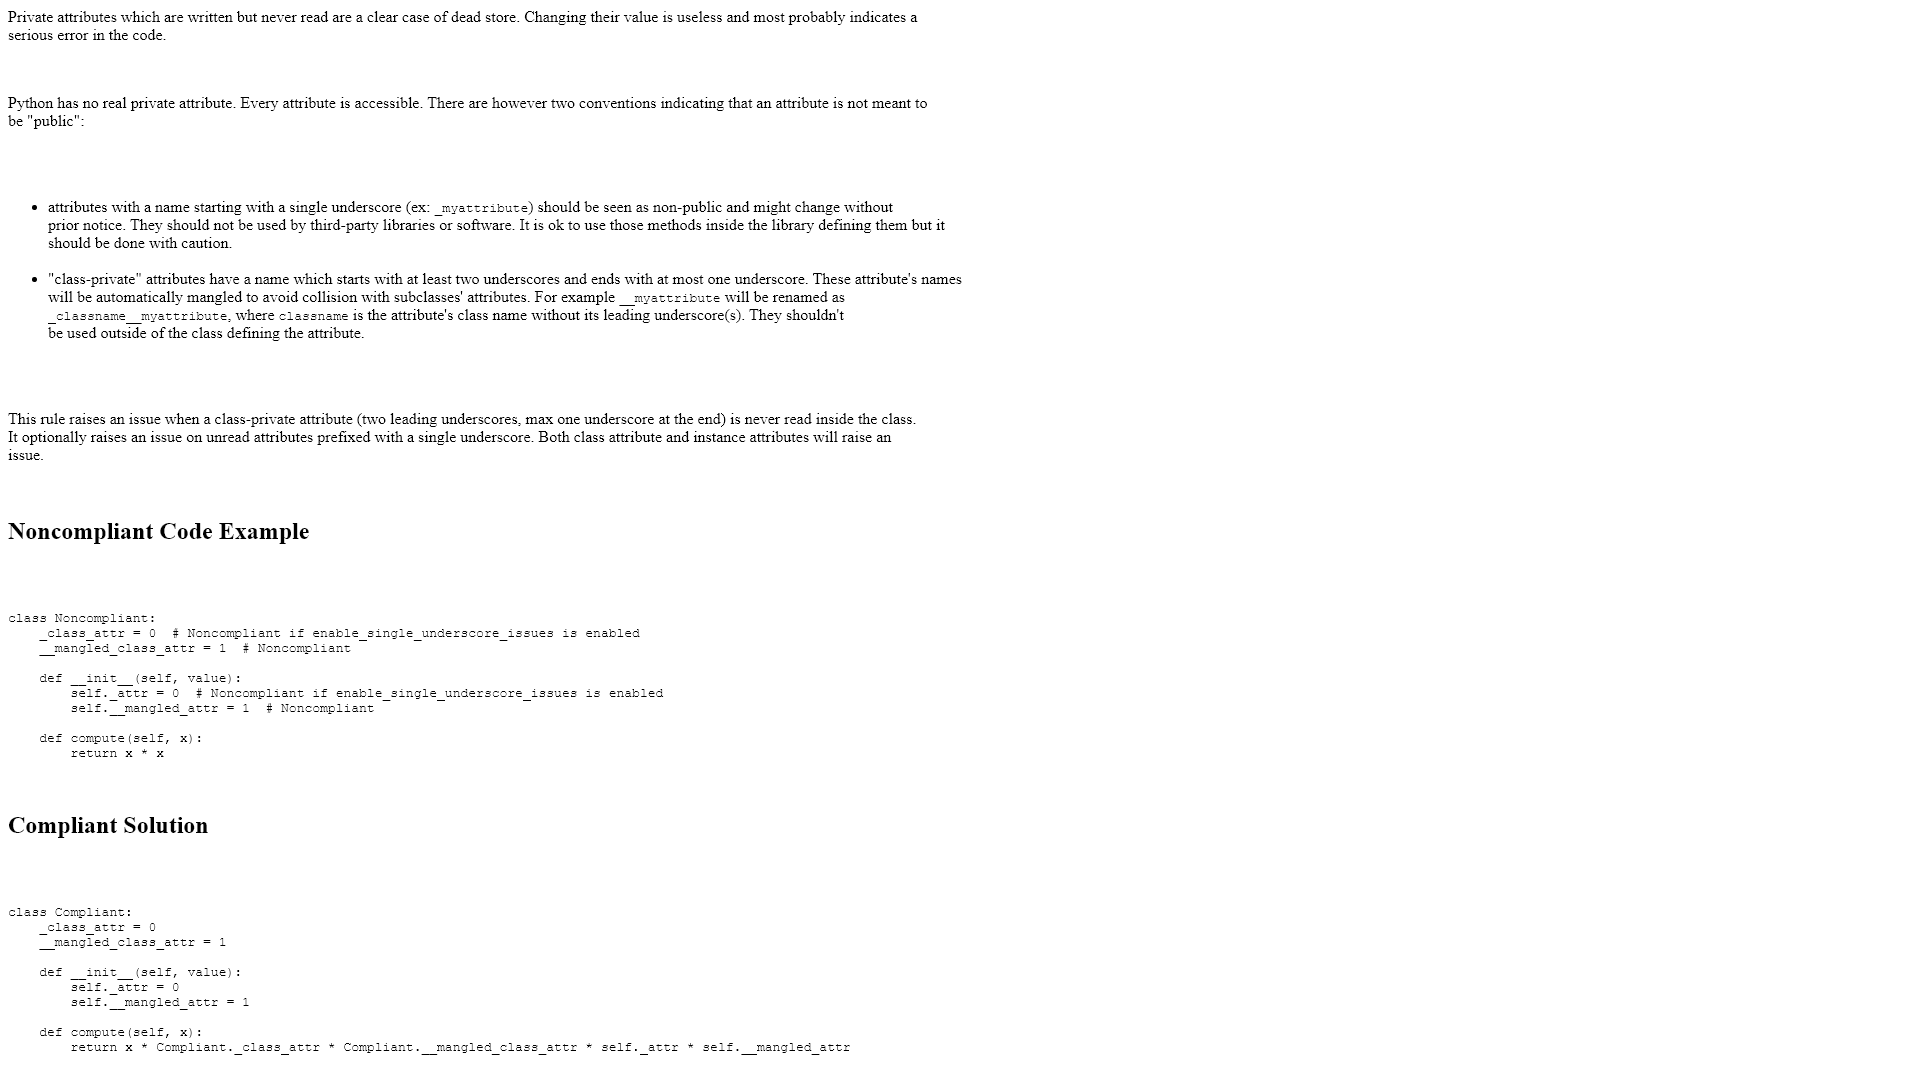 Private attributes which are written but never read are a clear case of dead store. Changing their value is useless and most probably indicates a
serious error in the code.
Python has no real private attribute. Every attribute is accessible. There are however two conventions indicating that an attribute is not meant to
be "public":
• attributes with a name starting with a single underscore (ex: _myattribute) should be seen as non-public and might change without
prior notice. They should not be used by third-party libraries or software. It is ok to use those methods inside the library defining them but it
should be done with caution.
• "class-private" attributes have a name which starts with at least two underscores and ends with at most one underscore. These attribute's names
will be automatically mangled to avoid collision with subclasses' attributes. For example __myattribute will be renamed as
_classname__myattribute, where classname is the attribute's class name without its leading underscore(s). They shouldn't
be used outside of the class defining the attribute.
This rule raises an issue when a class-private attribute (two leading underscores, max one underscore at the end) is never read inside the class.
It optionally raises an issue on unread attributes prefixed with a single underscore. Both class attribute and instance attributes will raise an
issue.
Noncompliant Code Example
class Noncompliant:
    _class_attr = 0  # Noncompliant if enable_single_underscore_issues is enabled
    __mangled_class_attr = 1  # Noncompliant
    def __init__(self, value):
        self._attr = 0  # Noncompliant if enable_single_underscore_issues is enabled
        self.__mangled_attr = 1  # Noncompliant
    def compute(self, x):
        return x * x
Compliant Solution
class Compliant:
    _class_attr = 0
    __mangled_class_attr = 1
    def __init__(self, value):
        self._attr = 0
        self.__mangled_attr = 1
    def compute(self, x):
        return x * Compliant._class_attr * Compliant.__mangled_class_attr * self._attr * self.__mangled_attr